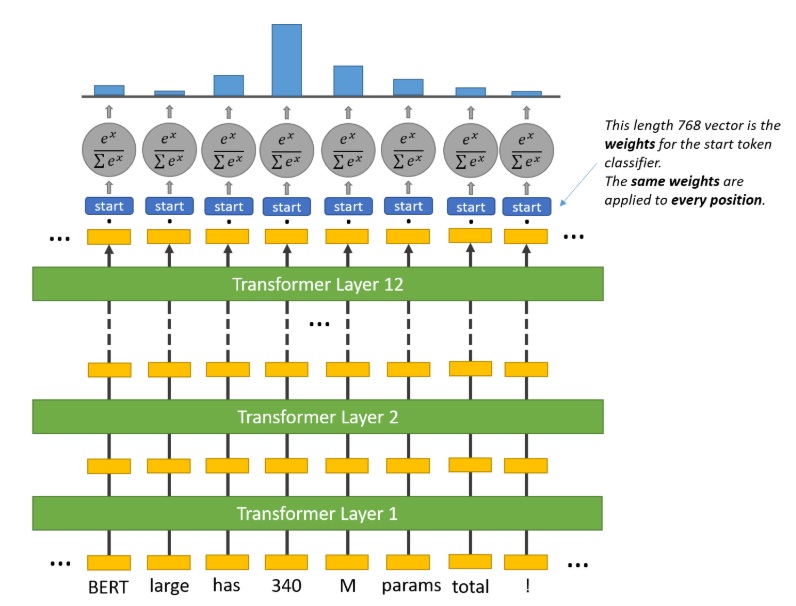 e^x
∑ e^x
e^x
∑ e^x
e^x
∑ e^x
e^x
∑ e^x
e^x
∑ e^x
e^x
∑ e^x
e^x
∑ e^x
e^x
∑ e^x
This length 768 vector is the
weights for the start token
classifier.
The same weights are
applied to every position.
start start start start start start start start
... ...
Transformer Layer 12
...
Transformer Layer 2
Transformer Layer 1
... ...
BERT large has 340 M params total !